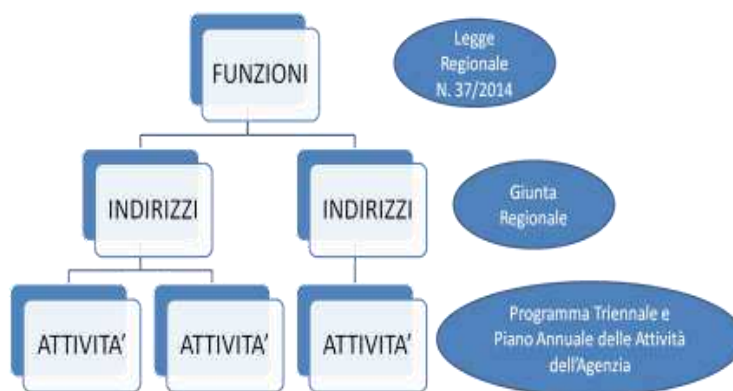 FUNZIONI
Legge
Regionale
N. 37/2014
INDIRIZZI
INDIRIZZI
Giunta
Regionale
ATTIVITA’
ATTIVITA’
ATTIVITA’
Programma Triennale e
Piano Annuale delle Attività
dell’Agenzia